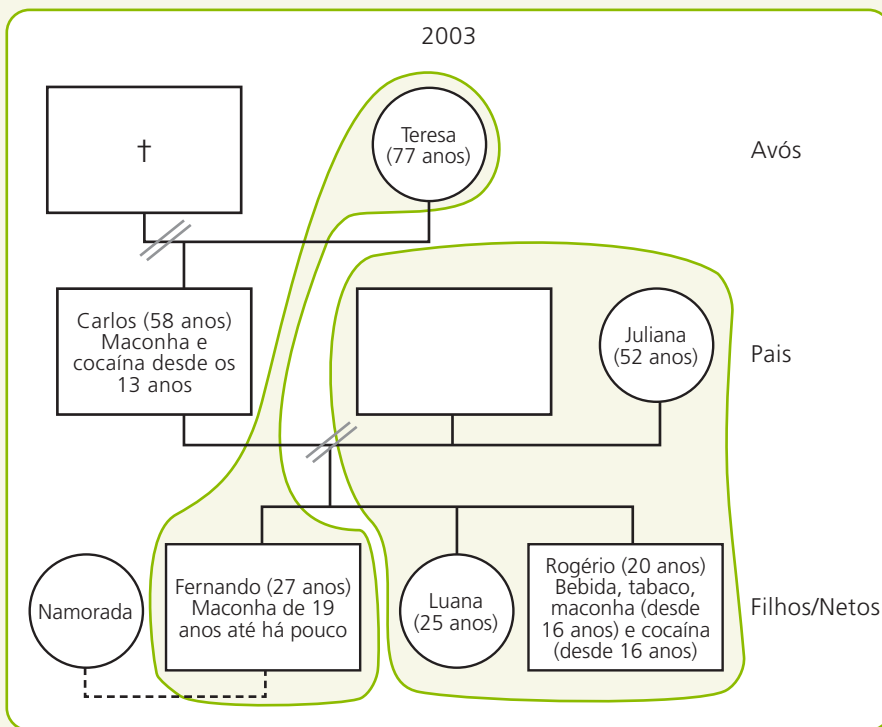 2003
†
Teresa
(77 anos)
Avós
Carlos (58 anos)
Maconha e
cocaína desde os
13 anos
Juliana
(52 anos)
Pais
Namorada
Fernando (27 anos)
Maconha de 19
anos até há pouco
Luana
(25 anos)
Rogério (20 anos)
Bebida, tabaco,
maconha (desde
16 anos) e cocaína
(desde 16 anos)
Filhos/Netos